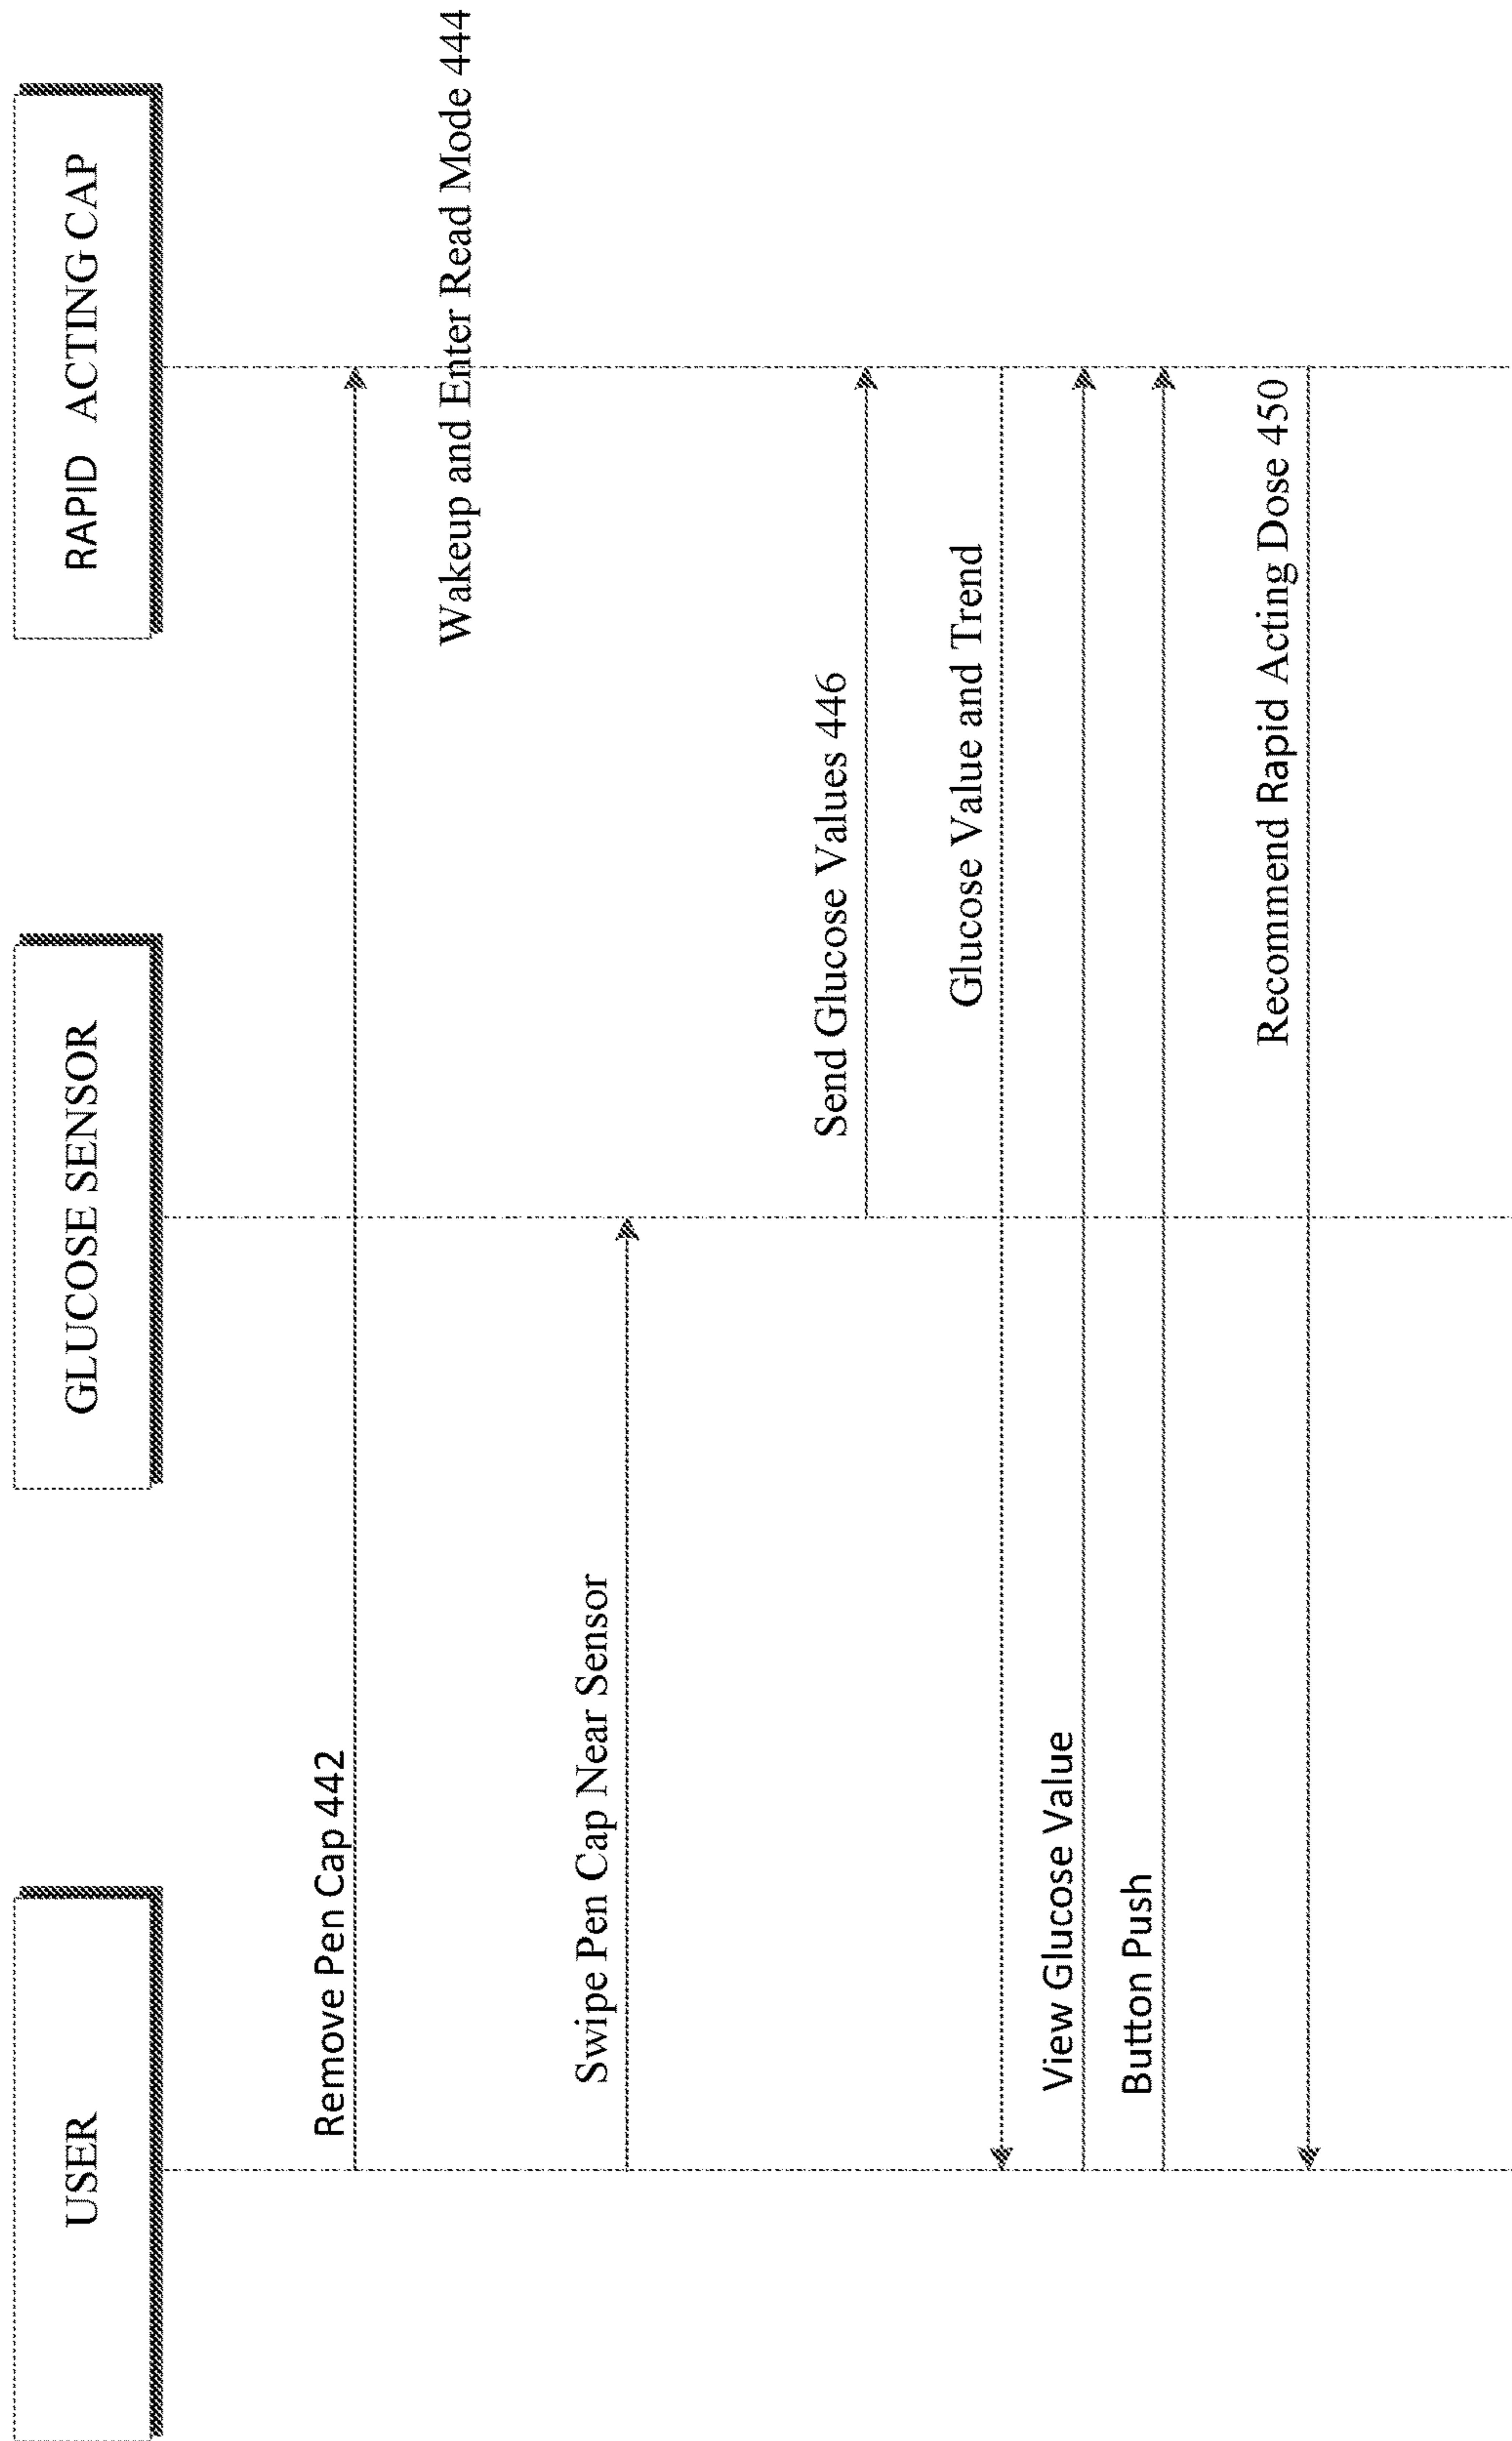 USER
GLUCOSE SENSOR
RAPID ACTING CAP
Remove Pen Cap 442
Wakeup and Enter Read Mode 444
Swipe Pen Cap Near Sensor
Send Glucose Values 446
Glucose Value and Trend
View Glucose Value
Button Push
Recommend Rapid Acting Dose 450